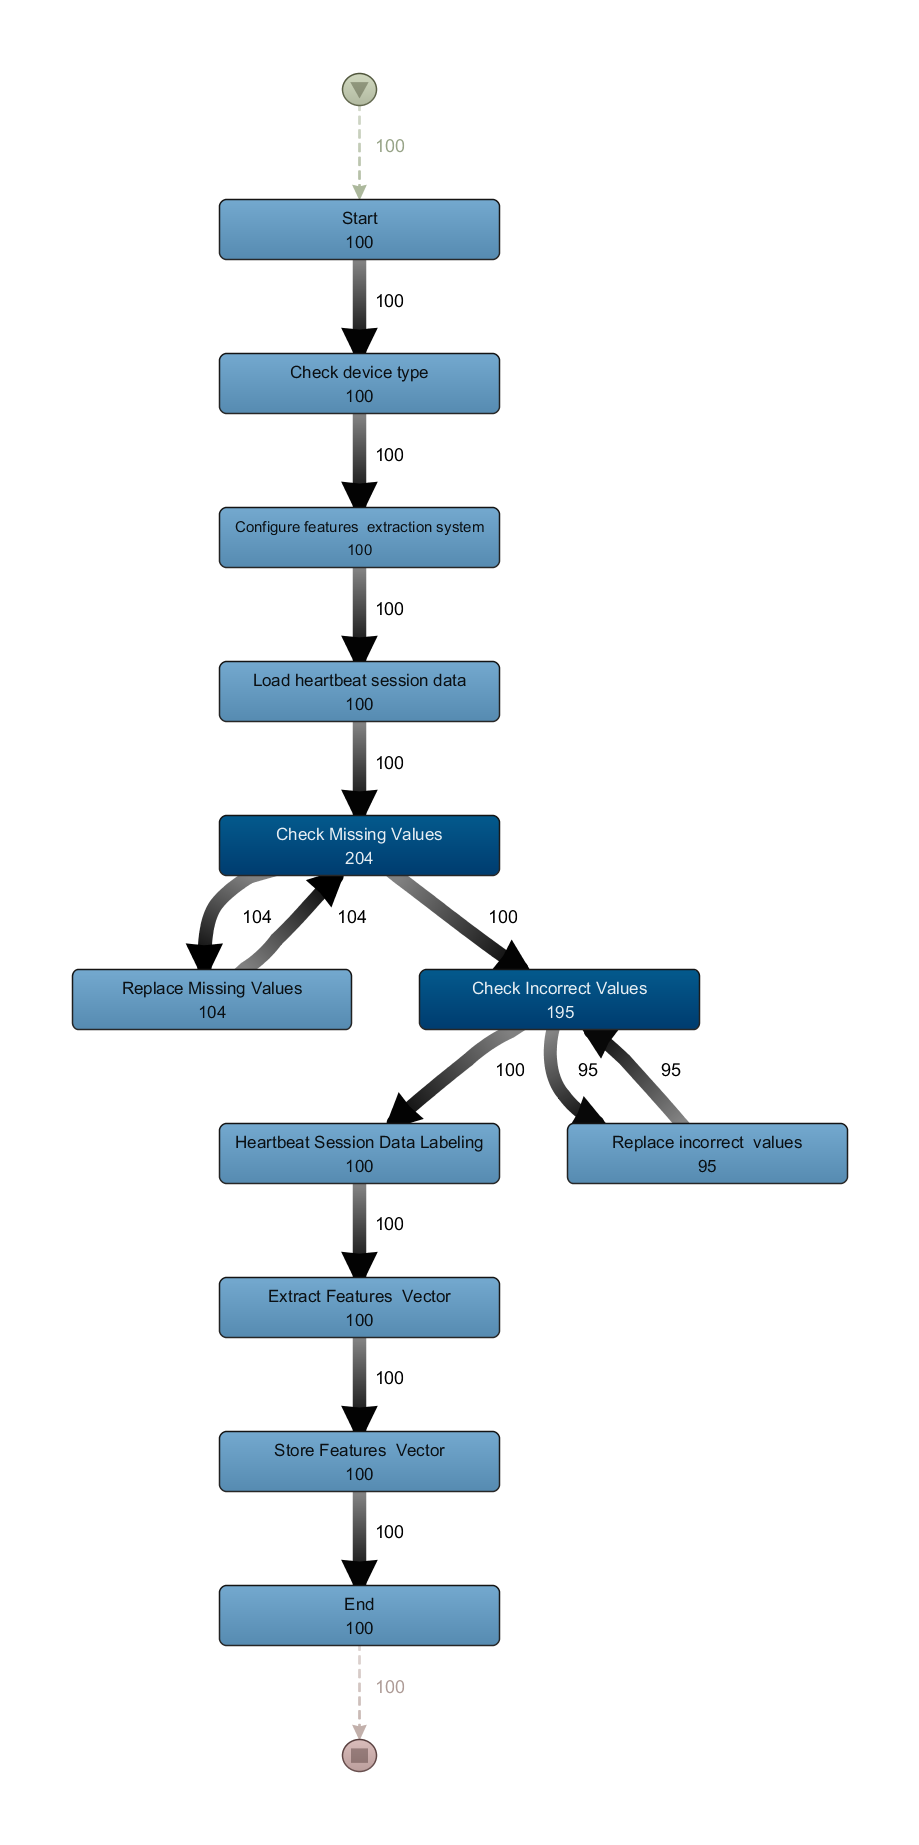 100
Start
100
100
Check device type
100
100
Configure features  extraction system
100
100
Load heartbeat session data
100
100
Check Missing Values
204
104
104
100
Replace Missing Values
104
Check Incorrect Values
195
100
95
95
Heartbeat Session Data Labeling
100
Replace incorrect  values
95
100
Extract Features  Vector
100
100
Store Features  Vector
100
100
End
100
100